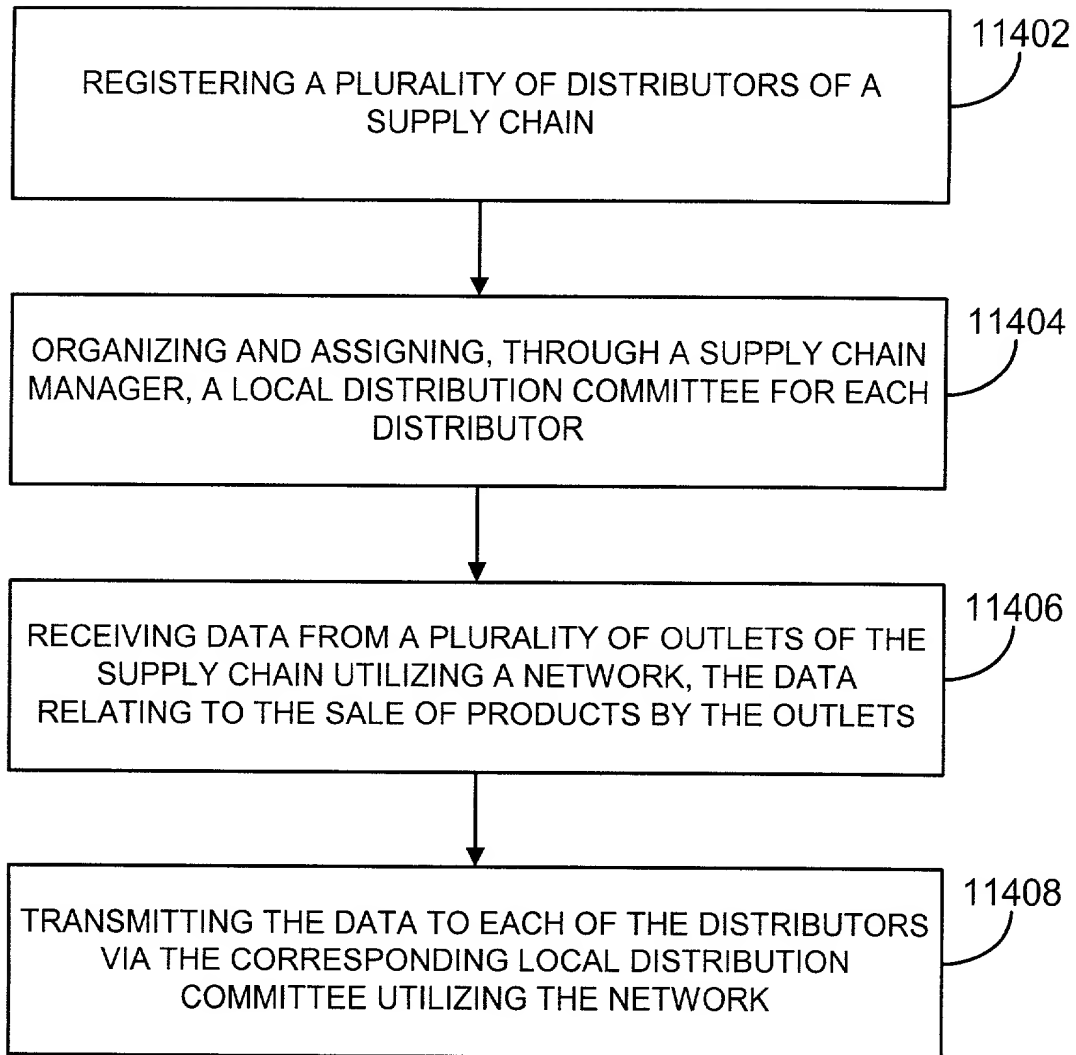 11402
REGISTERING A PLURALITY OF DISTRIBUTORS OF A
SUPPLY CHAIN
11404
ORGANIZING AND ASSIGNING, THROUGH A SUPPLY CHAIN
MANAGER, A LOCAL DISTRIBUTION COMMITTEE FOR EACH
DISTRIBUTOR
11406
RECEIVING DATA FROM A PLURALITY OF OUTLETS OF THE
SUPPLY CHAIN UTILIZING A NETWORK, THE DATA
RELATING TO THE SALE OF PRODUCTS BY THE OUTLETS
11408
TRANSMITTING THE DATA TO EACH OF THE DISTRIBUTORS
VIA THE CORRESPONDING LOCAL DISTRIBUTION
COMMITTEE UTILIZING THE NETWORK